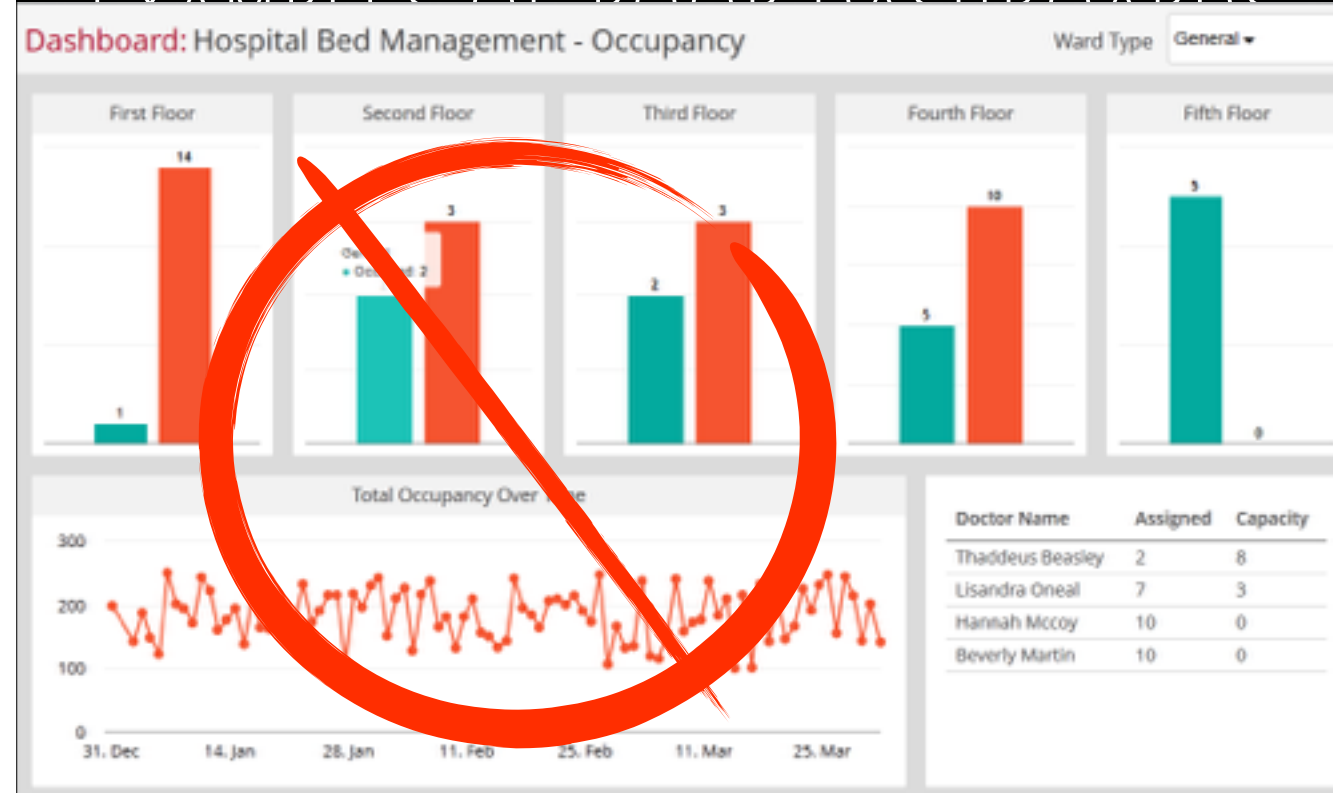 Dashboard: Hospital Bed Management - Occupancy
Ward Type General
First Floor
14
1
Second Floor
3
2
Third Floor
3
2
Fourth Floor
10
5
Fifth Floor
5
0
Total Occupancy Over
300
200
100
0
31. Dec 14. Jan 28. Jan 11. Feb 25. Feb 11. Mar 25. Mar
Doctor Name Assigned Capacity
Thaddeus Beasley 2 8
Lisandra Oneal 7 3
Hannah Mccoy 10 0
Beverly Martin 10 0